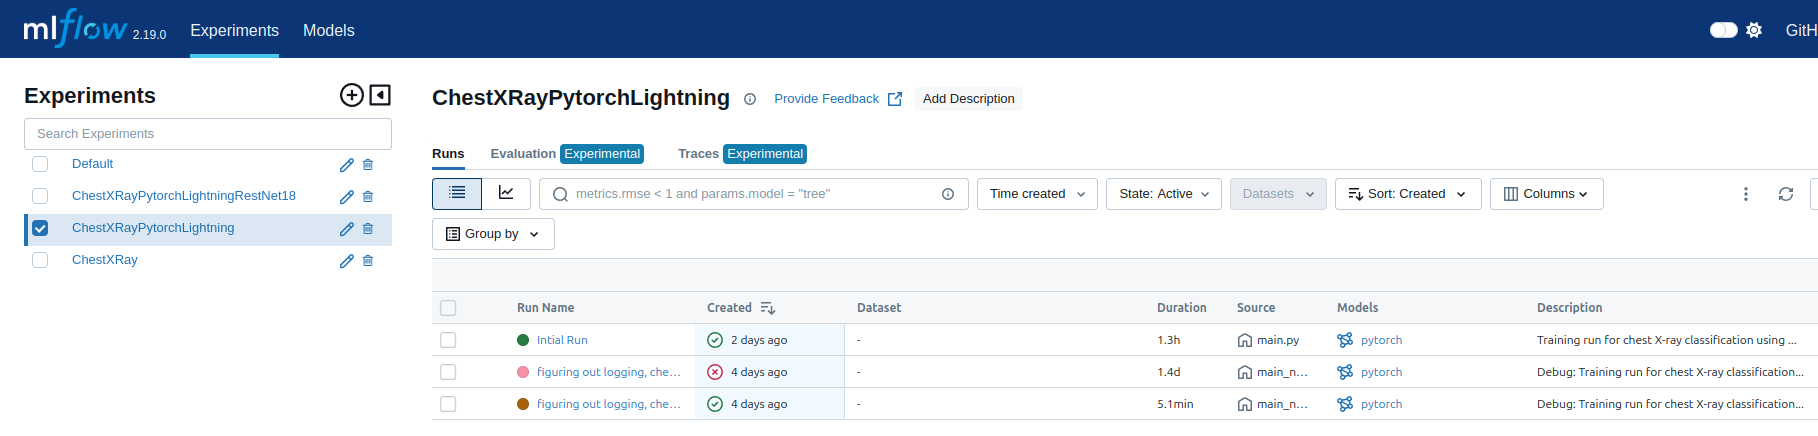 mlflow 2.19.0 Experiments Models GitH
Experiments
Search Experiments
Default
ChestXRayPytorchLightningRestNet18
ChestXRayPytorchLightning
ChestXRay
ChestXRayPytorchLightning Provide Feedback Add Description
Runs Evaluation Experimental Traces Experimental
metrics.rmse < 1 and params.model = "tree" Time created State: Active Datasets Sort: Created Columns
Group by
Run Name Created Dataset Duration Source Models Description
Intial Run 2 days ago - 1.3h main.py pytorch Training run for chest X-ray classification using ...
figuring out logging, che... 4 days ago - 1.4d main_n... pytorch Debug: Training run for chest X-ray classification...
figuring out logging, che... 4 days ago - 5.1min main_n... pytorch Debug: Training run for chest X-ray classification...